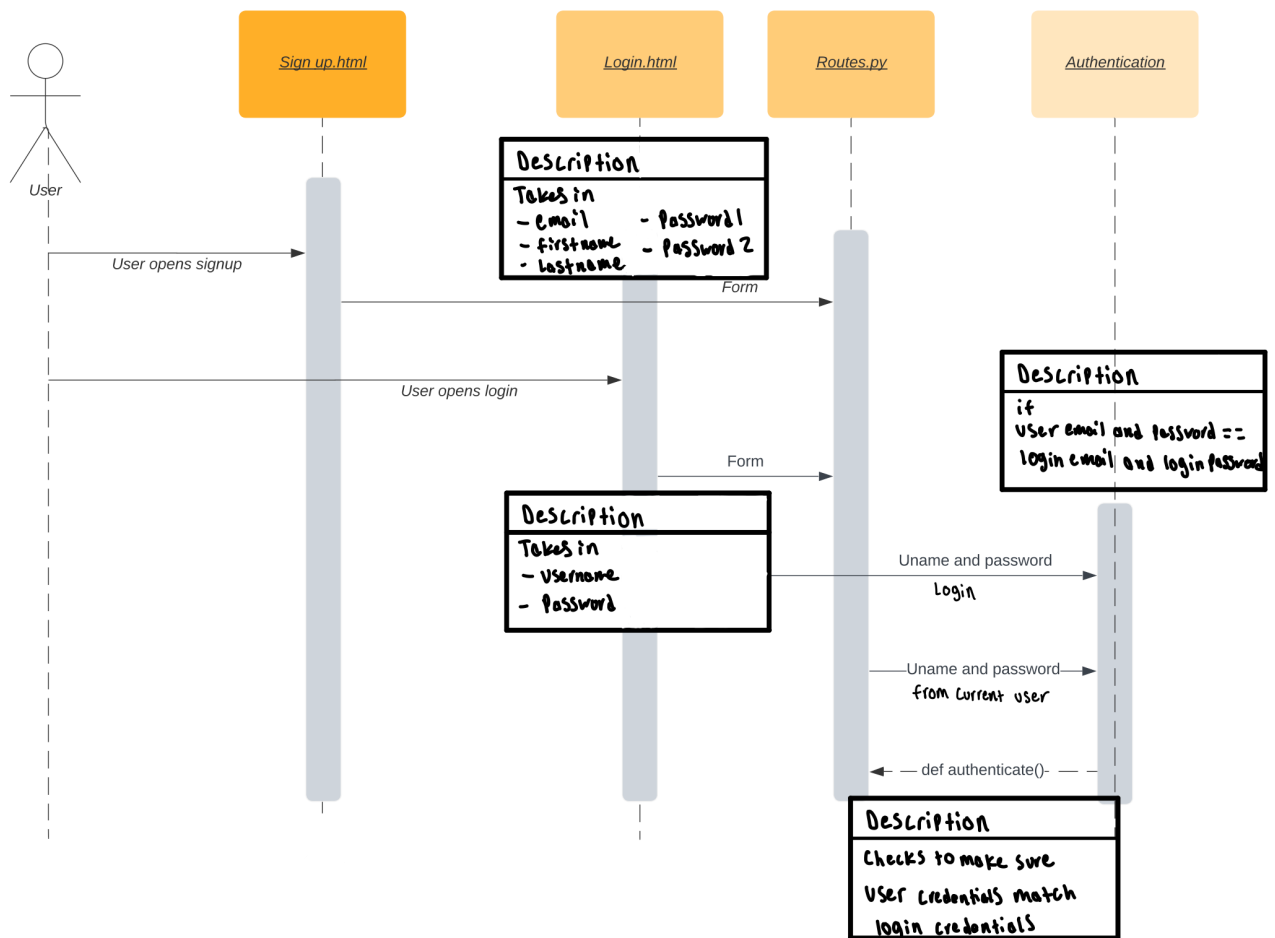 Sign up.html
Login.html
Routes.py
Authentication
User
Description
Takes in
- email
- firstname
- Lastname
- Password 1
- Password 2
User opens signup
Form
User opens login
Description
if
user email and password ==
login email and login password
Form
Description
Takes in
- username
- Password
Uname and password
Login
Uname and password
from current user
def authenticate()
Description
Checks to make sure
user credentials match
login credentials